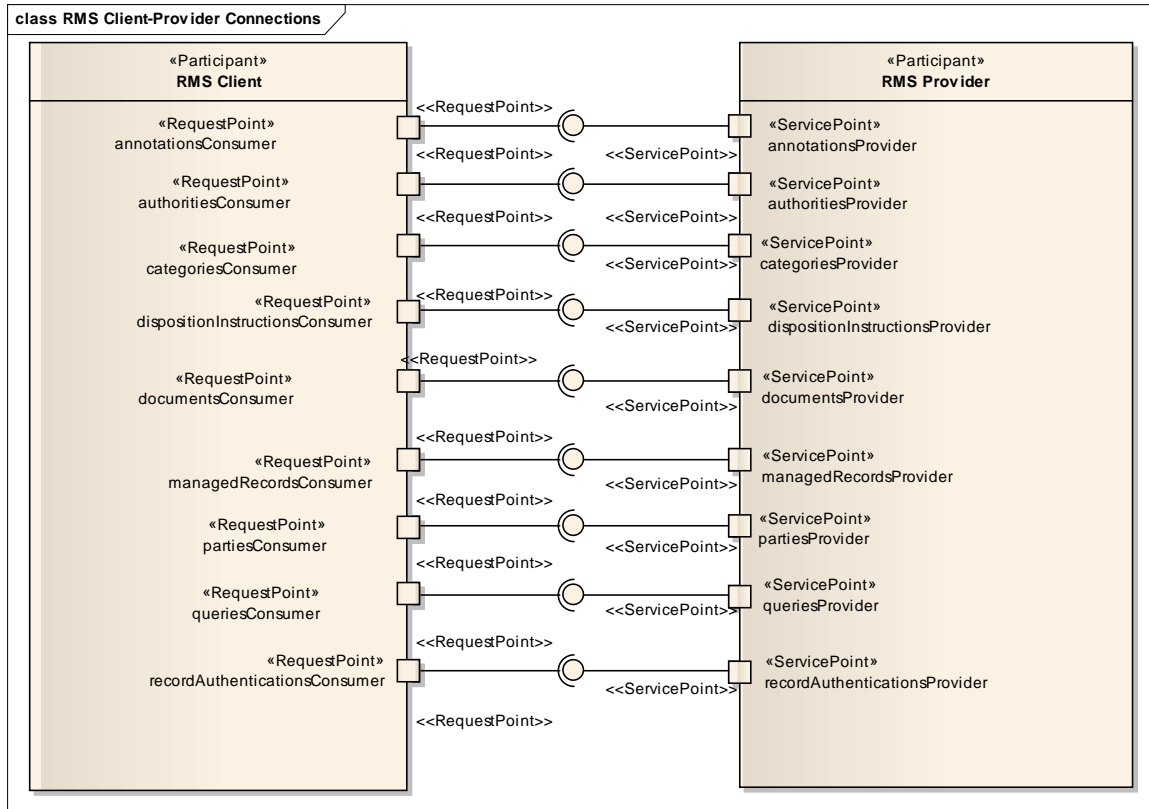 class RMS Client-Provider Connections
«Participant»
RMS Client
«Participant»
RMS Provider
«RequestPoint»
annotationsConsumer
<<RequestPoint>>
«ServicePoint»
annotationsProvider
<<RequestPoint>>
<<ServicePoint>>
«RequestPoint»
authoritiesConsumer
«ServicePoint»
authoritiesProvider
<<RequestPoint>>
<<ServicePoint>>
«RequestPoint»
categoriesConsumer
«ServicePoint»
categoriesProvider
<<ServicePoint>>
<<RequestPoint>>
«RequestPoint»
dispositionInstructionsConsumer
«ServicePoint»
dispositionInstructionsProvider
<<ServicePoint>>
<<RequestPoint>>
«RequestPoint»
documentsConsumer
«ServicePoint»
documentsProvider
<<ServicePoint>>
<<RequestPoint>>
«RequestPoint»
managedRecordsConsumer
«ServicePoint»
managedRecordsProvider
<<ServicePoint>>
<<RequestPoint>>
«RequestPoint»
partiesConsumer
«ServicePoint»
partiesProvider
<<ServicePoint>>
<<RequestPoint>>
«RequestPoint»
queriesConsumer
«ServicePoint»
queriesProvider
<<ServicePoint>>
<<RequestPoint>>
«RequestPoint»
recordAuthenticationsConsumer
«ServicePoint»
recordAuthenticationsProvider
<<ServicePoint>>
<<RequestPoint>>